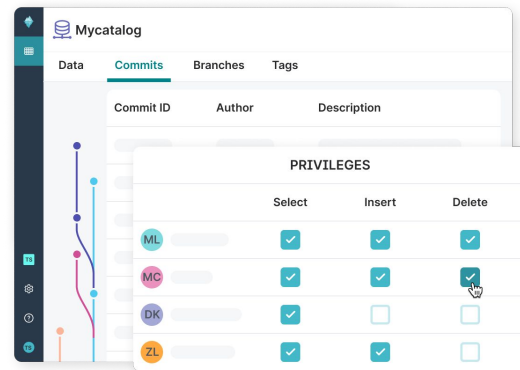 Mycatalog
Data Commits Branches Tags
Commit ID Author Description
PRIVILEGES
Select Insert Delete
ML
MC
DK
ZL
TS
?
TS